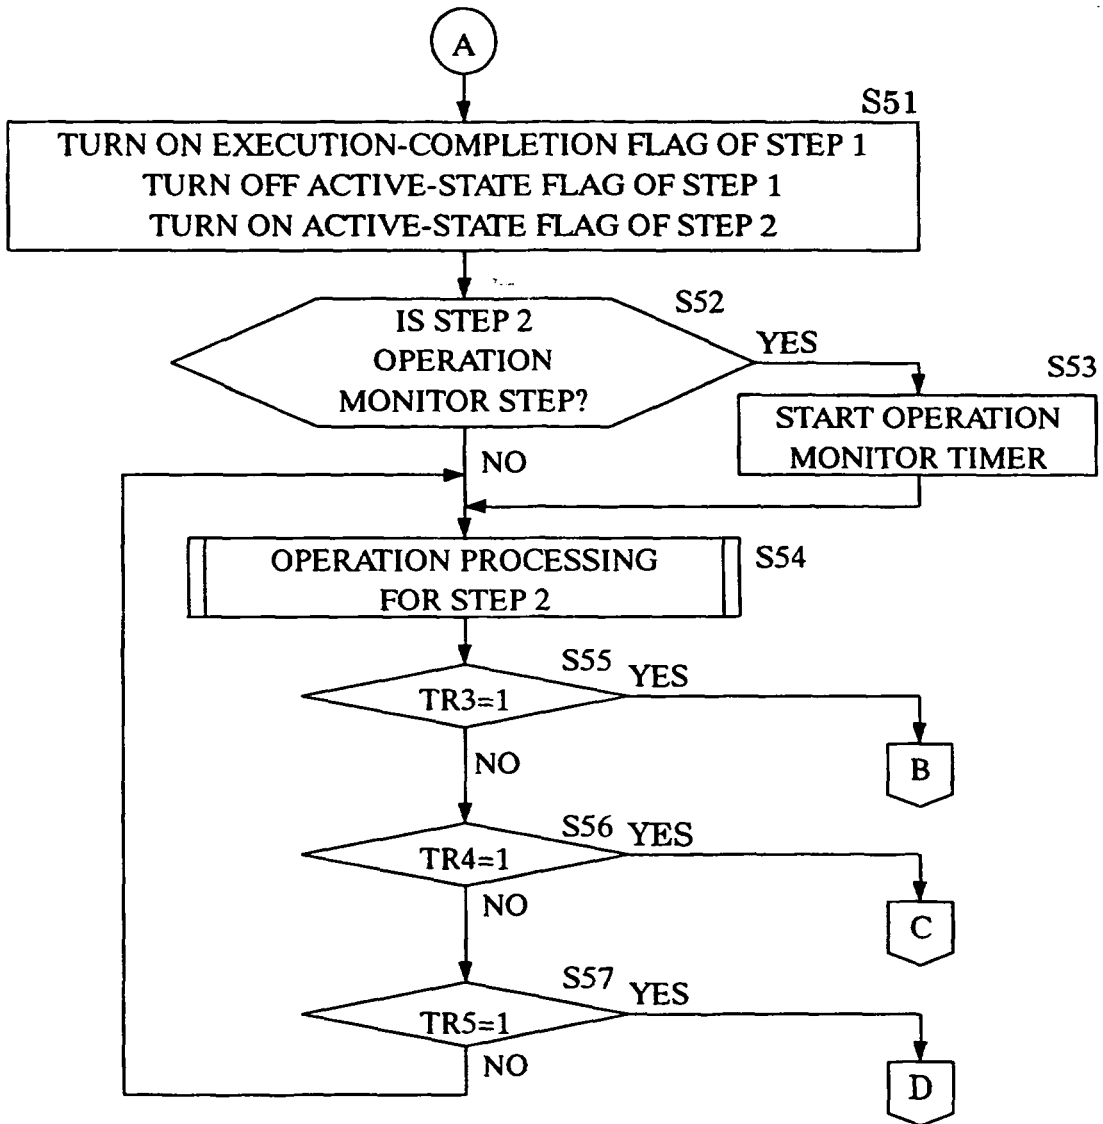 A
S51
TURN ON EXECUTION-COMPLETION FLAG OF STEP 1
TURN OFF ACTIVE-STATE FLAG OF STEP 1
TURN ON ACTIVE-STATE FLAG OF STEP 2
S52
IS STEP 2
OPERATION
MONITOR STEP?
YES
S53
START OPERATION
MONITOR TIMER
NO
OPERATION PROCESSING
FOR STEP 2
S54
S55
YES
TR3=1
B
NO
S56
YES
TR4=1
C
NO
S57
YES
TR5=1
D
NO